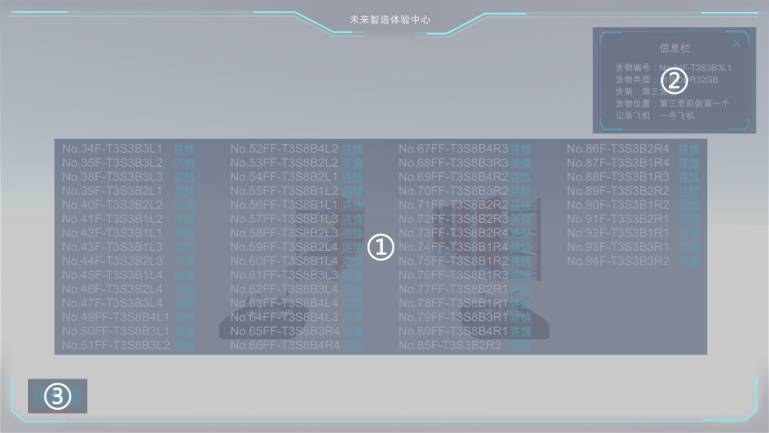 未来智造体验中心
信息栏
货物编号：No.34F-T3S3B3L1
货物类型：R32GB
货架：第三
货物位置：第三层前侧第一个
记录飞机：一号飞机
②
No.34F-T3S3B3L1 详情 No.52FF-T3S8B4L2 详情 No.67FF-T3S8B4R3 详情 No.86F-T3S3B2R4 详情
No.35F-T3S3B3L2 详情 No.53FF-T3S8B2L2 详情 No.68FF-T3S8B3R3 详情 No.87F-T3S3B1R4 详情
No.38F-T3S3B3L3 详情 No.54FF-T3S8B2L1 详情 No.69FF-T3S8B4R2 详情 No.88F-T3S3B1R3 详情
No.39F-T3S3B2L1 详情 No.55FF-T3S8B1L2 详情 No.70FF-T3S8B3R2 详情 No.89F-T3S3B2R2 详情
No.40F-T3S3B2L2 详情 No.56FF-T3S8B1L1 详情 No.71FF-T3S8B2R2 详情 No.90F-T3S3B1R2 详情
No.41F-T3S3B1L2 详情 No.57FF-T3S8B1L3 详情 No.72FF-T3S8B2R3 详情 No.91F-T3S3B2R1 详情
No.42F-T3S3B1L1 详情 No.58FF-T3S8B2L3 详情 No.73FF-T3S8B2R4 详情 No.92F-T3S3B1R1 详情
No.43F-T3S3B1L3 详情 No.59FF-T3S8B2L4 详情 No.74FF-T3S8B1R4 详情 No.93F-T3S3B3R1 详情
No.44F-T3S3B2L3 详情 No.60FF-T3S8B1L4 详情 No.75FF-T3S8B1R2 详情 No.94F-T3S3B3R2 详情
No.45F-T3S3B1L4 详情 No.61FF-T3S8B3L3 详情 No.76FF-T3S8B1R3 详情
No.46F-T3S3B2L4 详情 No.62FF-T3S8B3L4 详情 No.77FF-T3S8B2R1 详情
No.47F-T3S3B3L4 详情 No.63FF-T3S8B4L4 详情 No.78FF-T3S8B1R1 详情
No.49FF-T3S8B4L1 详情 No.64FF-T3S8B4L3 详情 No.79FF-T3S8B3R1 详情
No.50FF-T3S8B3L1 详情 No.65FF-T3S8B3R4 详情 No.80FF-T3S8B4R1 详情
No.51FF-T3S8B3L2 详情 No.66FF-T3S8B4R4 详情 No.85F-T3S3B2R3 详情
①
③